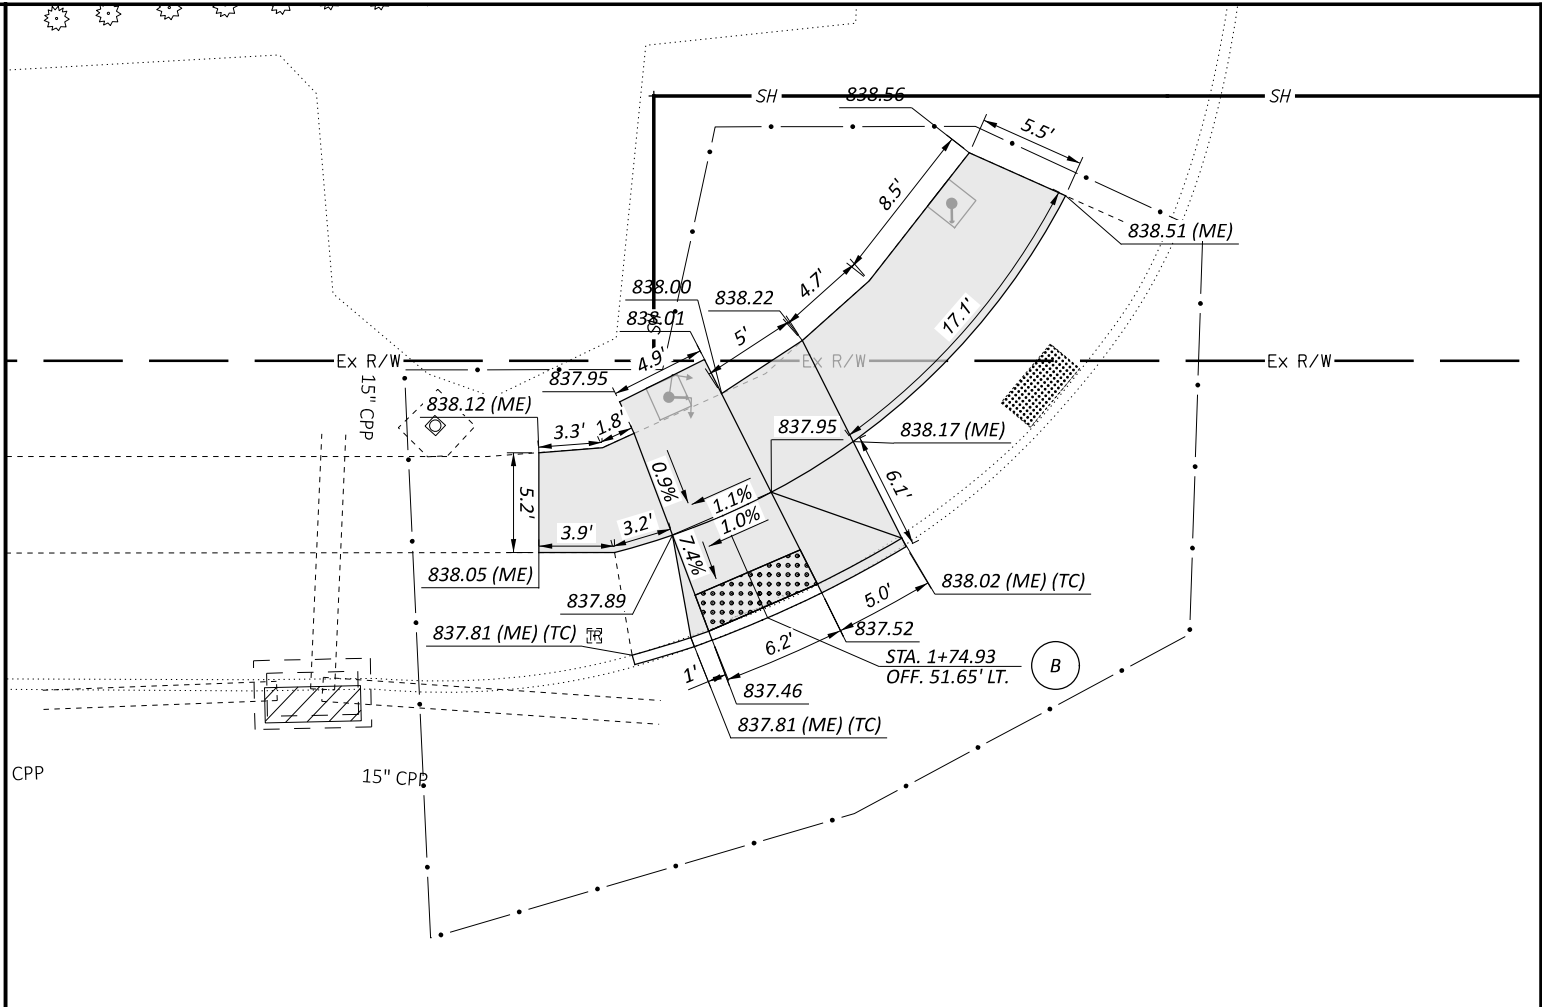 SH
838.56
SH
5.5'
8.5'
838.51 (ME)
838.00
838.22
4.7'
838.01
SH
5'
17.1'
Ex R/W
4.9'
Ex R/W
Ex R/W
837.95
15" CPP
838.12 (ME)
3.3'
1.8'
837.95
838.17 (ME)
0.9%
1.1%
6.1'
5.2'
1.0%
3.9'
3.2'
7.4%
838.05 (ME)
838.02 (ME) (TC)
837.89
5.0'
837.81 (ME) (TC)
TR
837.52
6.2'
STA. 1+74.93
OFF. 51.65' LT.
B
1'
837.46
837.81 (ME) (TC)
CPP
15" CPP